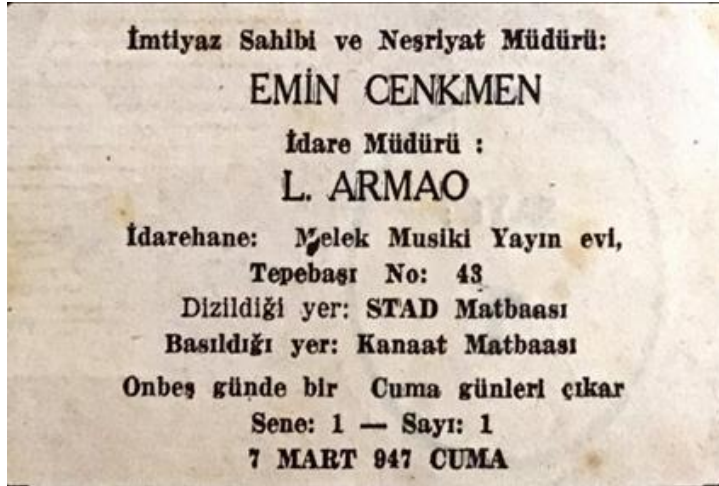 İmtiyaz Sahibi ve Neşriyat Müdürü:
EMİN CENKMEN
İdare Müdürü :
L. ARMAO
İdarehane: Melek Musiki Yayın evi,
Tepebaşı No: 43
Dizildiği yer: STAD Matbaası
Basıldığı yer: Kanaat Matbaası
Onbeş günde bir Cuma günleri çıkar
Sene: 1 — Sayı: 1
7 MART 947 CUMA